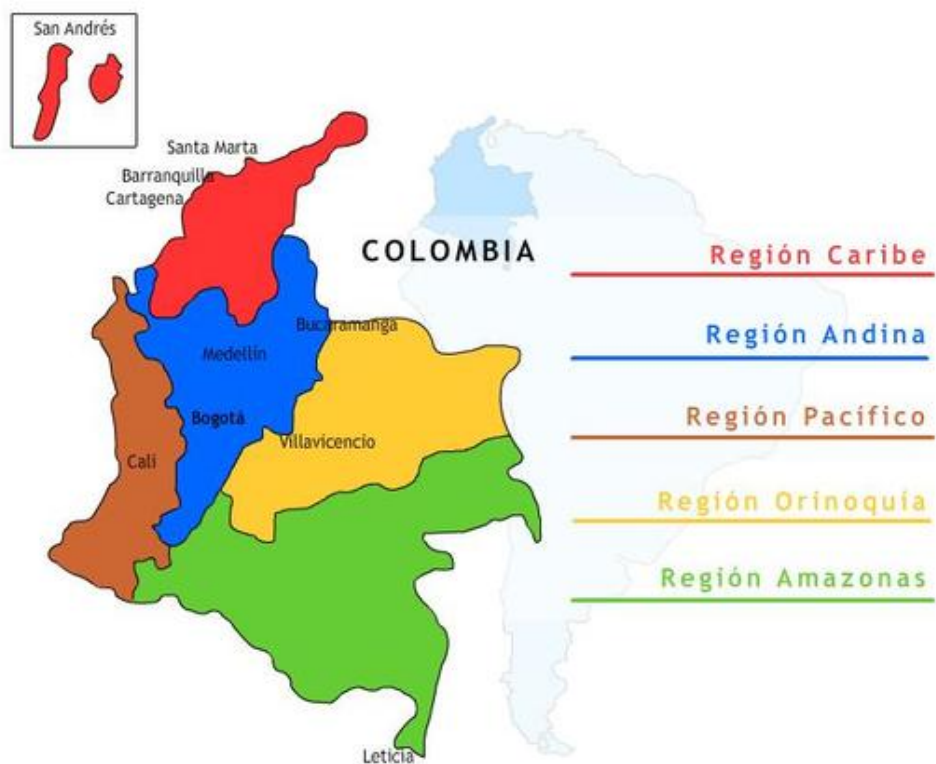 San Andrés
Santa Marta
Barranquilla
Cartagena
COLOMBIA
Región Caribe
Bucaramanga
Región Andina
Medellín
Bogotá
Región Pacífico
Villavicencio
Cali
Región Orinoquía
Región Amazonas
Leticia